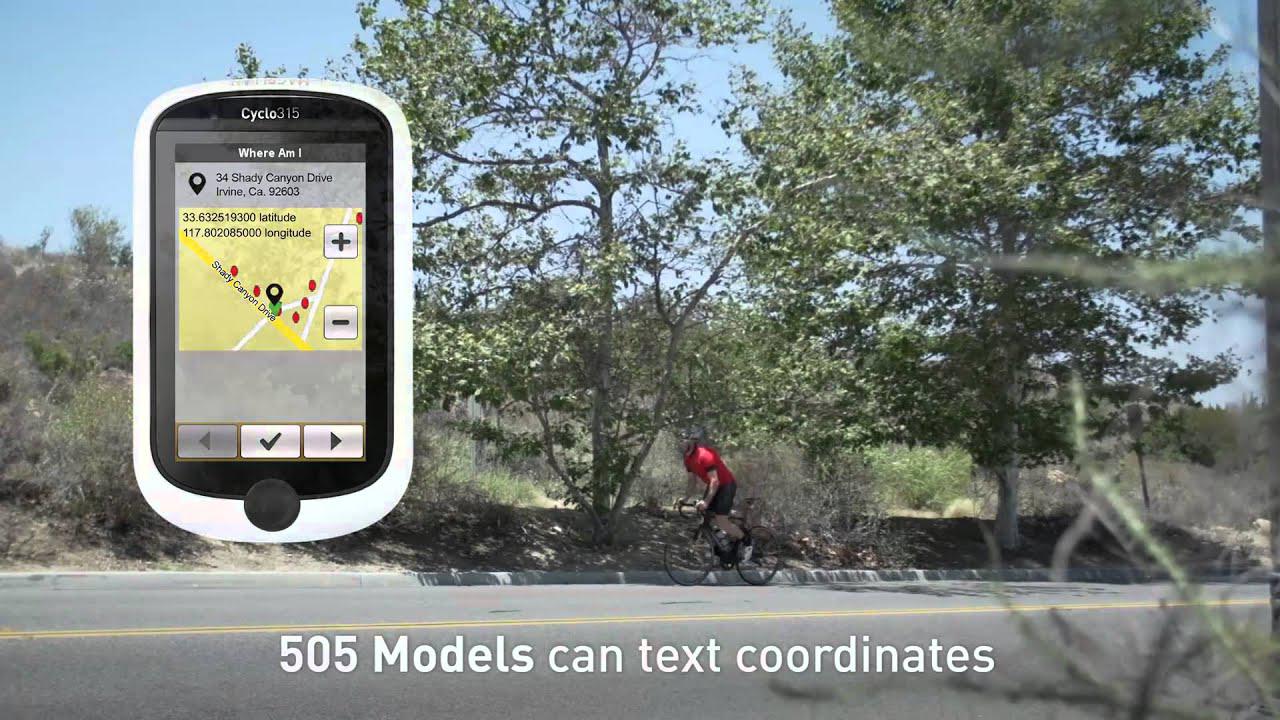 Cyclo315
Where Am I
34 Shady Canyon Drive
Irvine, Ca. 92603
33.632519300 latitude
117.802085000 longitude
Shady Canyon Drive
505 Models can text coordinates